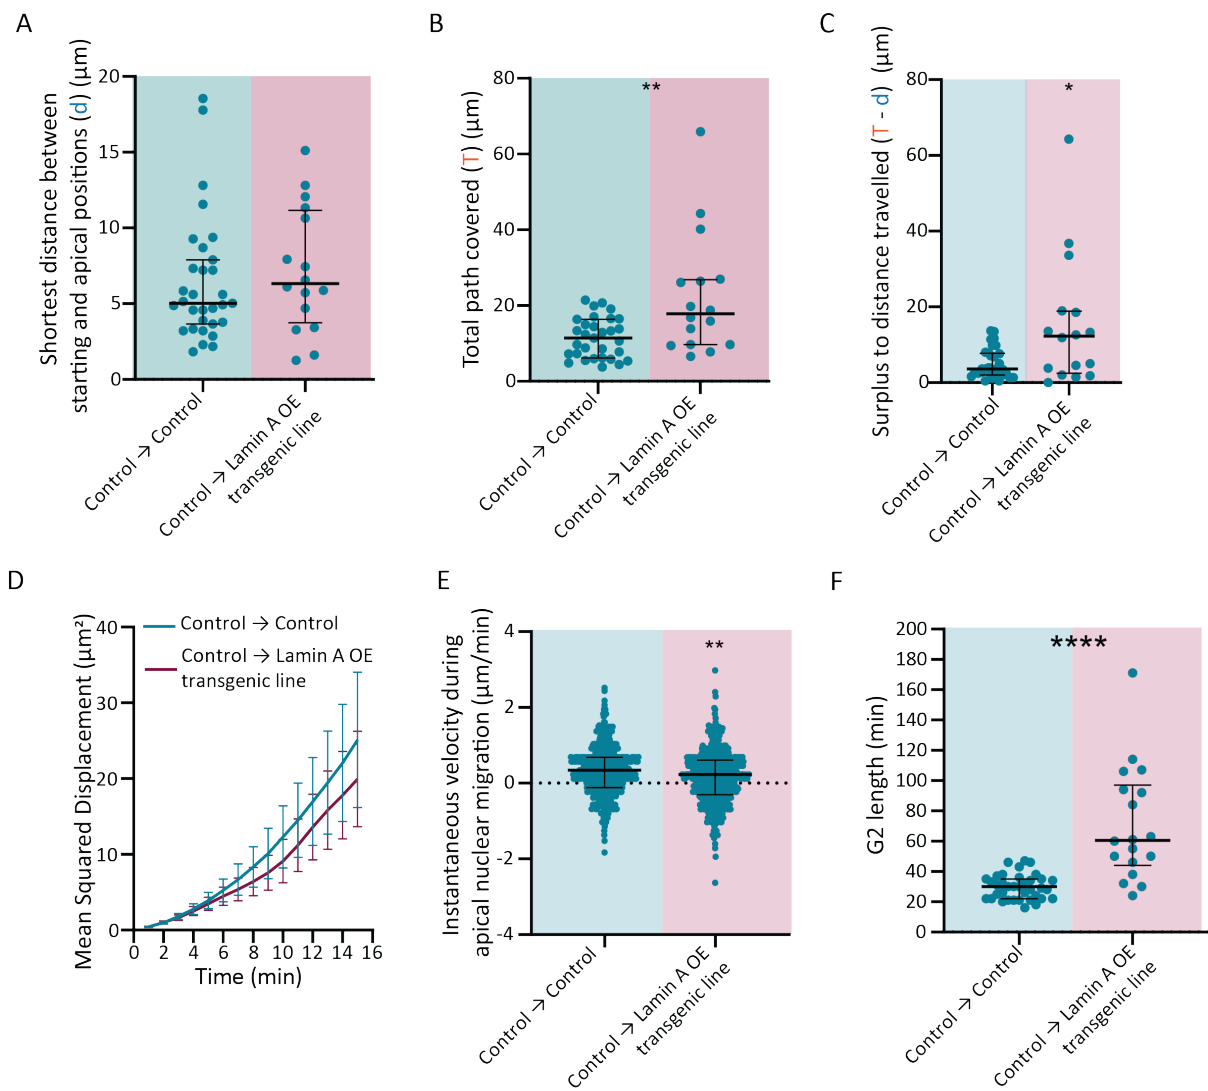 A
Shortest distance between
starting and apical positions (d) (µm)
20
15
10
5
0
Control → Control
Control → Lamin A OE
transgenic line
B
Total path covered (T) (µm)
80
60
40
20
0
**
Control → Control
Control → Lamin A OE
transgenic line
C
Surplus to distance travelled (T - d) (µm)
80
60
40
20
0
*
Control → Control
Control → Lamin A OE
transgenic line
D
Mean Squared Displacement (µm²)
40
30
20
10
0
Control → Control
Control → Lamin A OE
transgenic line
0 2 4 6 8 10 12 14 16
Time (min)
E
Instantaneous velocity during
apical nuclear migration (µm/min)
4
2
0
-2
-4
**
Control → Control
Control → Lamin A OE
transgenic line
F
G2 length (min)
200
180
160
140
120
100
80
60
40
20
0
****
Control → Control
Control → Lamin A OE
transgenic line